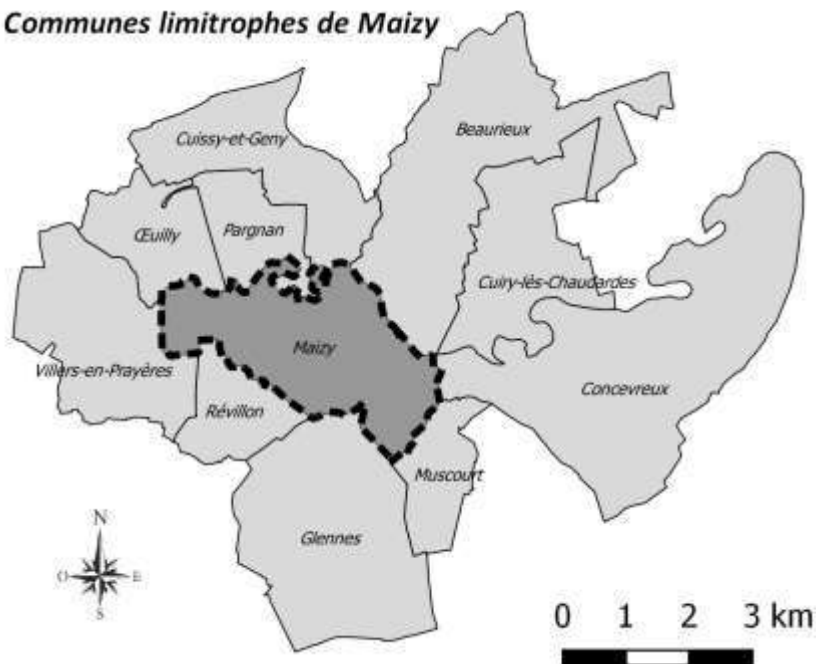 Communes limitrophes de Maizy
Cuissy-et-Geny
Beaurieux
Œuilly
Pargnan
Cuiry-lès-Chaudardes
Maizy
Villers-en-Prayères
Révillon
Concevreux
Muscourt
Glennes
N
O
E
S
0 1 2 3 km